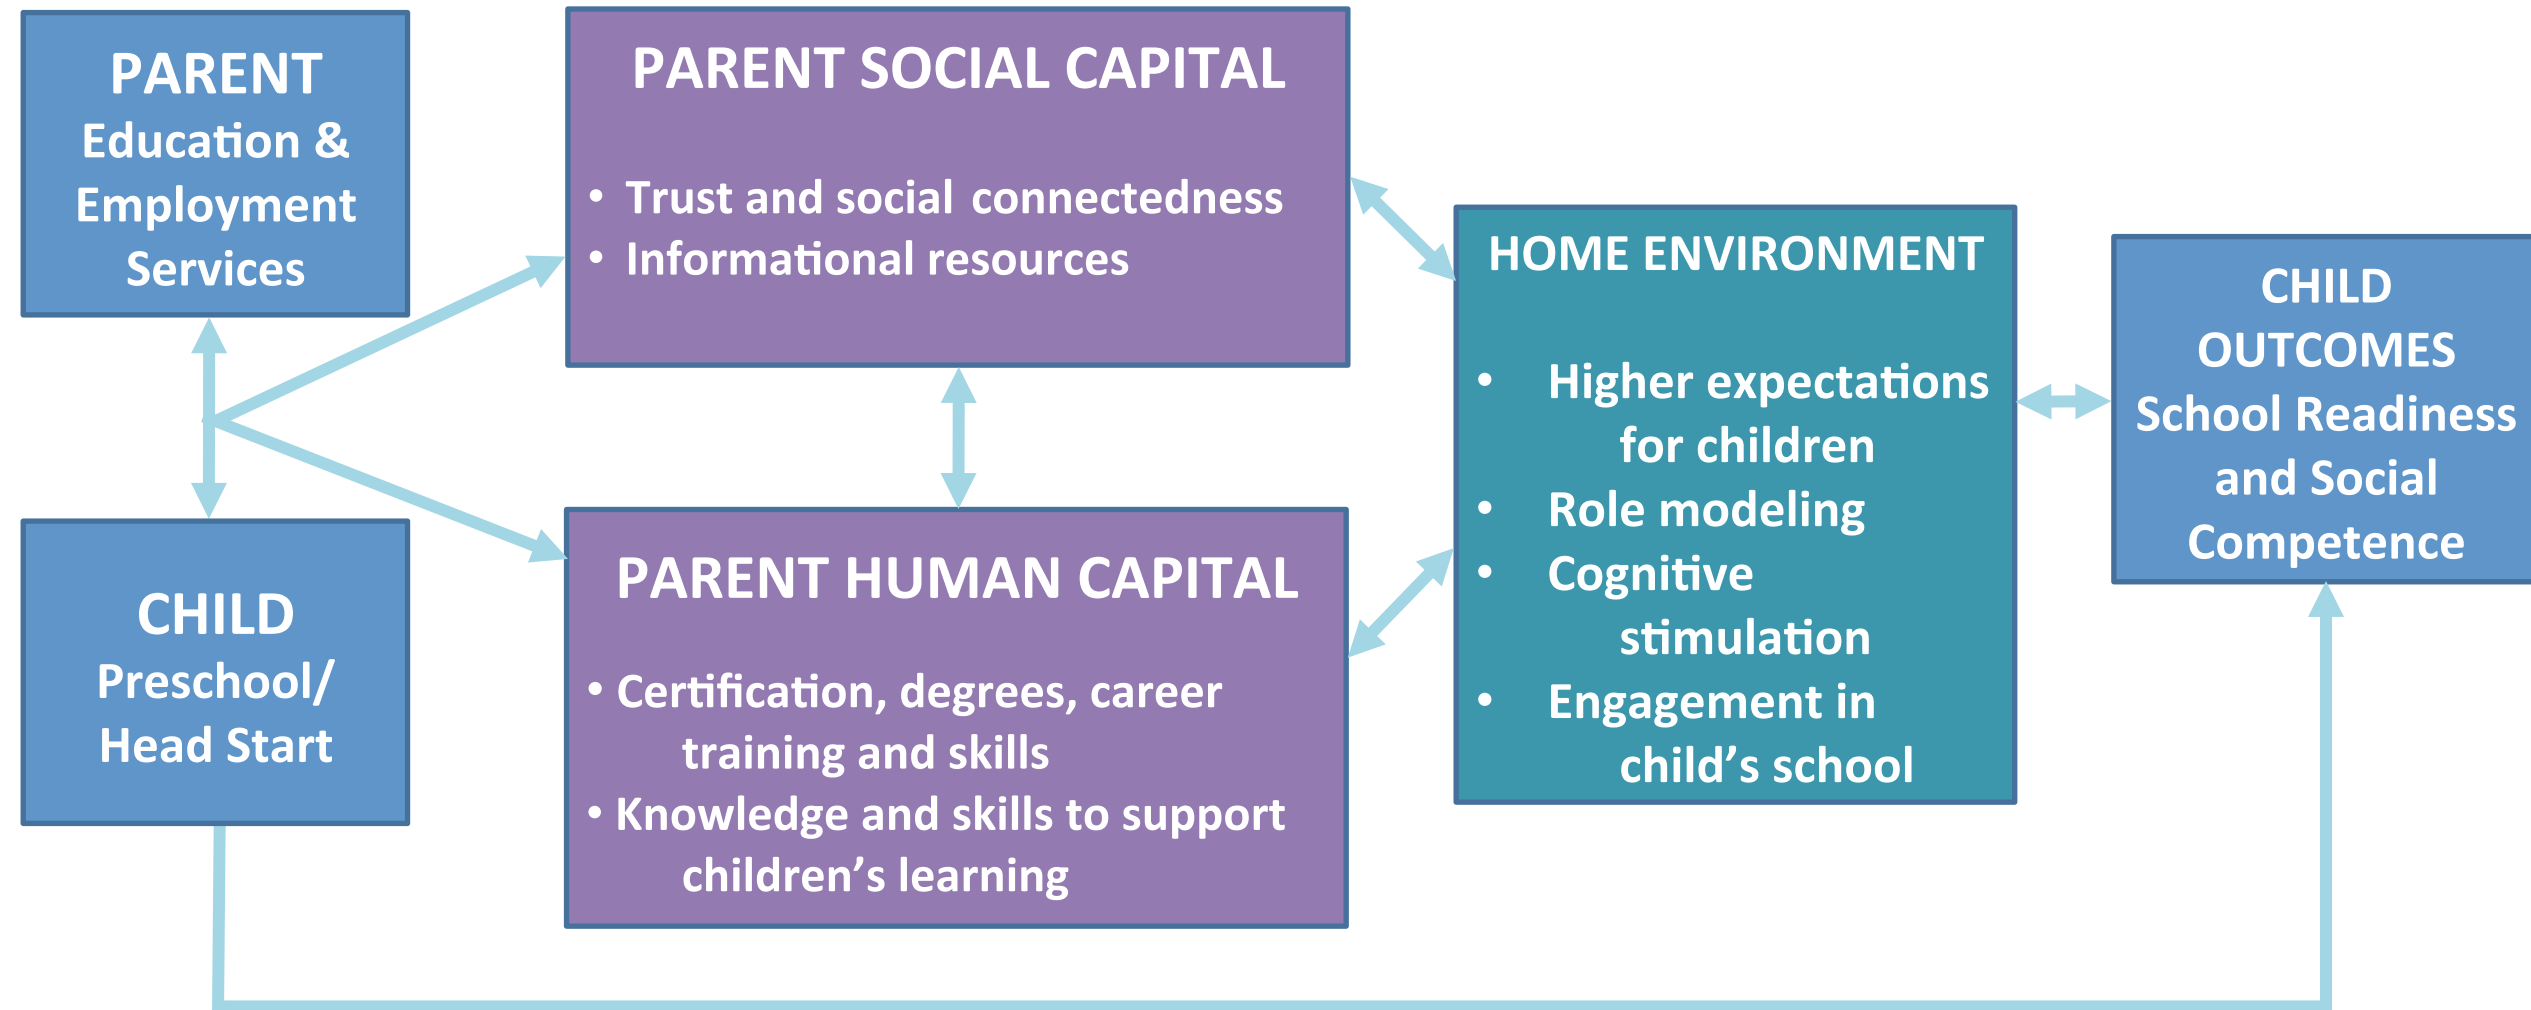 PARENT
Education &
Employment
Services
CHILD
Preschool/
Head Start
PARENT SOCIAL CAPITAL
• Trust and social connectedness
• Informational resources
PARENT HUMAN CAPITAL
• Certification, degrees, career
training and skills
• Knowledge and skills to support
children’s learning
HOME ENVIRONMENT
• Higher expectations
for children
• Role modeling
• Cognitive
stimulation
• Engagement in
child’s school
CHILD
OUTCOMES
School Readiness
and Social
Competence